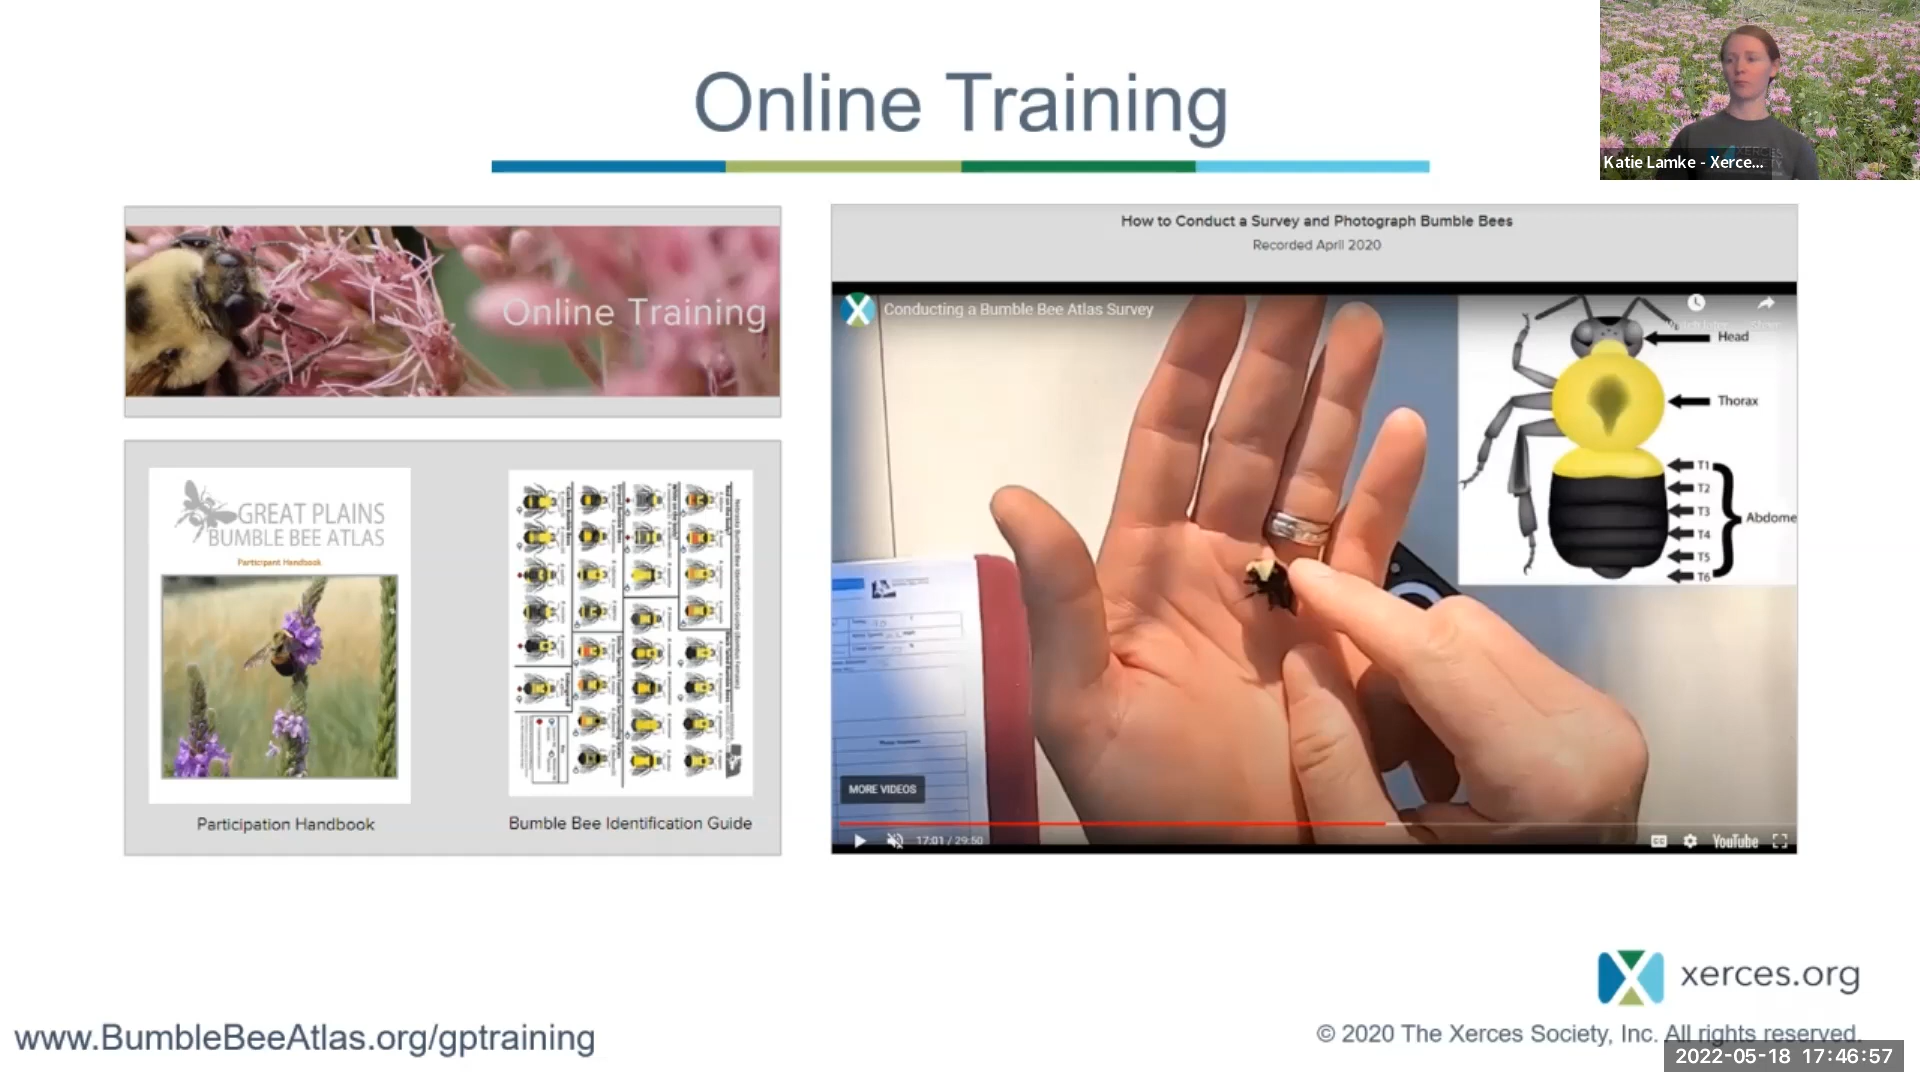 Online Training
Katie Lamke - Xerce...
Online Training
GREAT PLAINS
BUMBLE BEE ATLAS
Participant Handbook
Participation Handbook
Bumble Bee Identification Guide
How to Conduct a Survey and Photograph Bumble Bees
Recorded April 2020
Conducting a Bumble Bee Atlas Survey
Head
Thorax
T1
T2
T3
T4
T5
T6
Abdome
MORE VIDEOS
17:01 / 29:50
CC
YouTube
xerces.org
www.BumbleBeeAtlas.org/gptraining
© 2020 The Xerces Society, Inc. All rights reserved.
2022-05-18 17:46:57